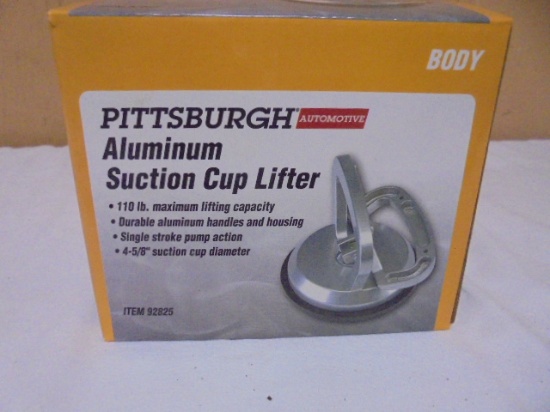 BODY
PITTSBURGH® AUTOMOTIVE
Aluminum
Suction Cup Lifter
• 110 lb. maximum lifting capacity
• Durable aluminum handles and housing
• Single stroke pump action
• 4-5/8" suction cup diameter
ITEM 92825